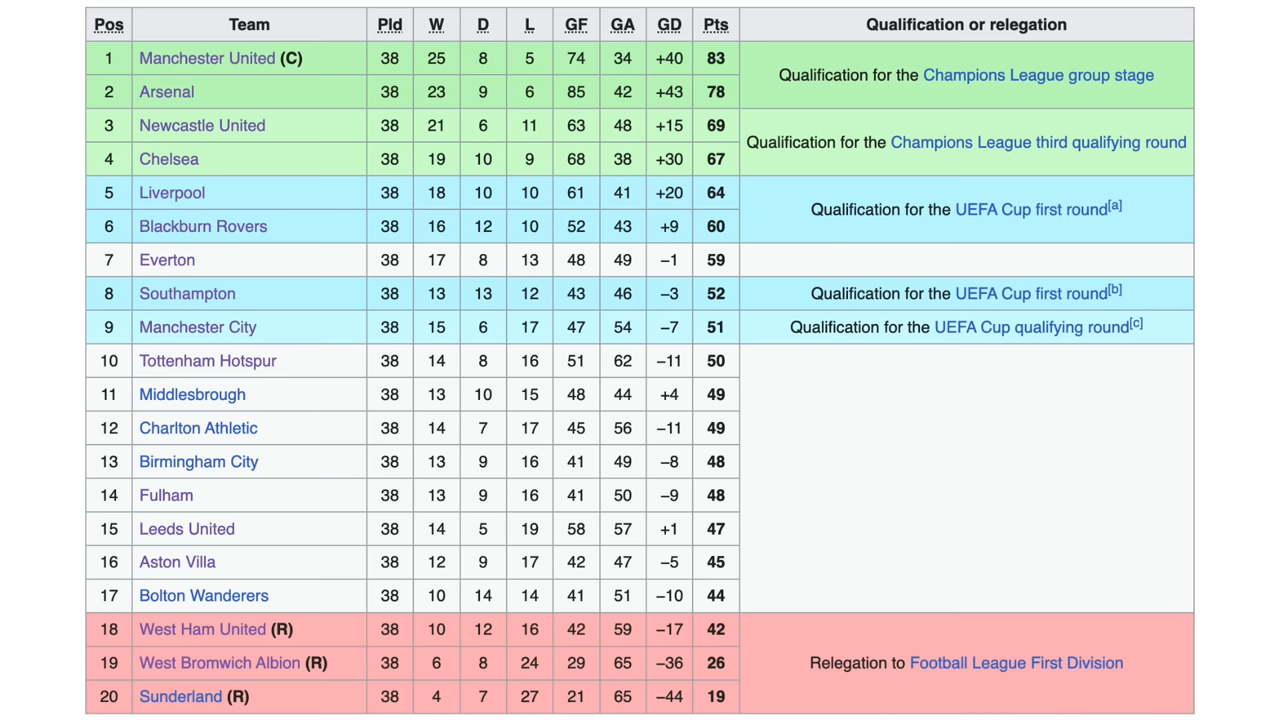 Pos Team Pld W D L GF GA GD Pts Qualification or relegation
1 Manchester United (C) 38 25 8 5 74 34 +40 83
Qualification for the Champions League group stage
2 Arsenal 38 23 9 6 85 42 +43 78
3 Newcastle United 38 21 6 11 63 48 +15 69
Qualification for the Champions League third qualifying round
4 Chelsea 38 19 10 9 68 38 +30 67
5 Liverpool 38 18 10 10 61 41 +20 64
Qualification for the UEFA Cup first round[a]
6 Blackburn Rovers 38 16 12 10 52 43 +9 60
7 Everton 38 17 8 13 48 49 −1 59
8 Southampton 38 13 13 12 43 46 −3 52 Qualification for the UEFA Cup first round[b]
9 Manchester City 38 15 6 17 47 54 −7 51 Qualification for the UEFA Cup qualifying round[c]
10 Tottenham Hotspur 38 14 8 16 51 62 −11 50
11 Middlesbrough 38 13 10 15 48 44 +4 49
12 Charlton Athletic 38 14 7 17 45 56 −11 49
13 Birmingham City 38 13 9 16 41 49 −8 48
14 Fulham 38 13 9 16 41 50 −9 48
15 Leeds United 38 14 5 19 58 57 +1 47
16 Aston Villa 38 12 9 17 42 47 −5 45
17 Bolton Wanderers 38 10 14 14 41 51 −10 44
18 West Ham United (R) 38 10 12 16 42 59 −17 42
19 West Bromwich Albion (R) 38 6 8 24 29 65 −36 26 Relegation to Football League First Division
20 Sunderland (R) 38 4 7 27 21 65 −44 19